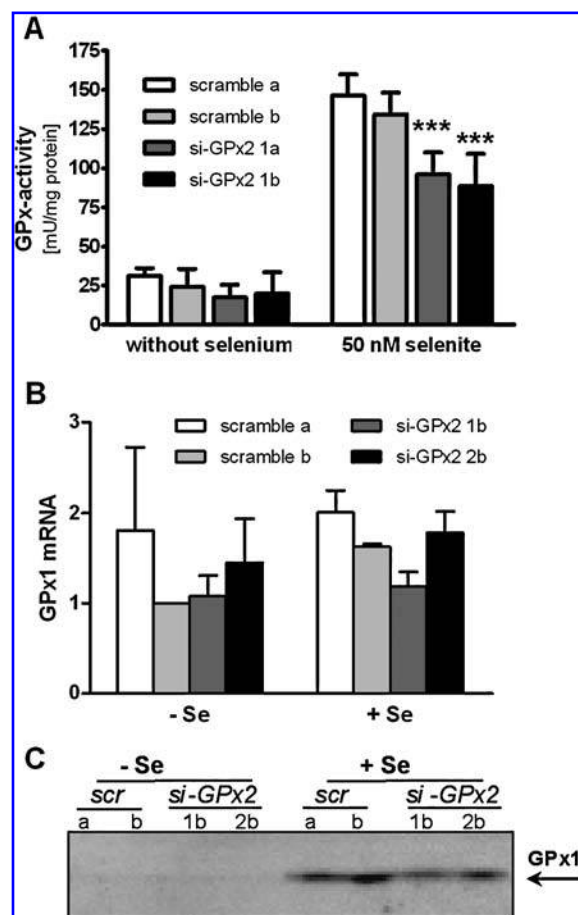 A
GPx-activity
[mU/mg protein]
175
150
125
100
75
50
25
0
scramble a
scramble b
si-GPx2 1a
si-GPx2 1b
*** ***
without selenium 50 nM selenite
B
GPx1 mRNA
3
2
1
0
scramble a si-GPx2 1b
scramble b si-GPx2 2b
- Se + Se
C
- Se + Se
scr si-GPx2 scr si-GPx2
a b 1b 2b a b 1b 2b
GPx1